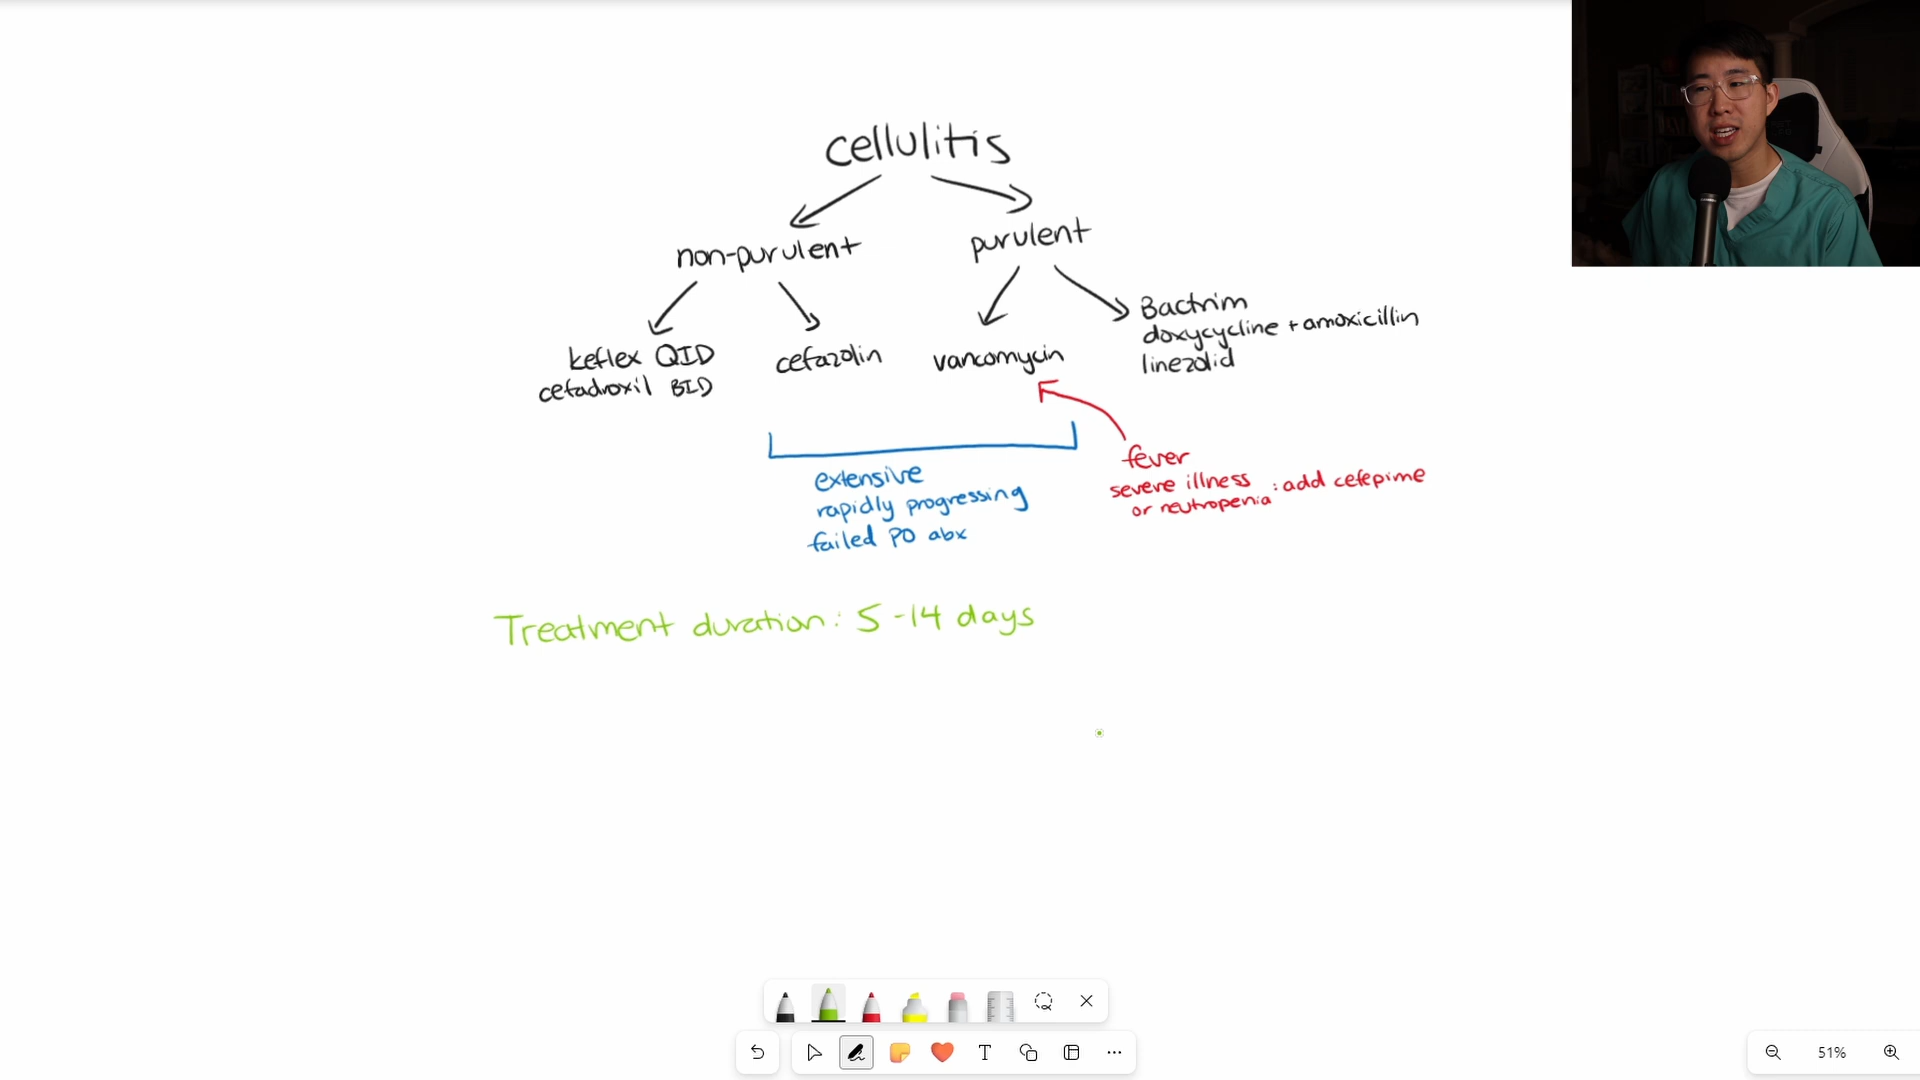 cellulitis
non-purulent
purulent
keflex QID
cefadroxil BID
cefazolin
vancomycin
Bactrim
doxycycline + amoxicillin
linezolid
extensive
rapidly progressing
failed PO abx
fever
severe illness
or neutropenia : add cefepime
Treatment duration: 5-14 days
T
51%